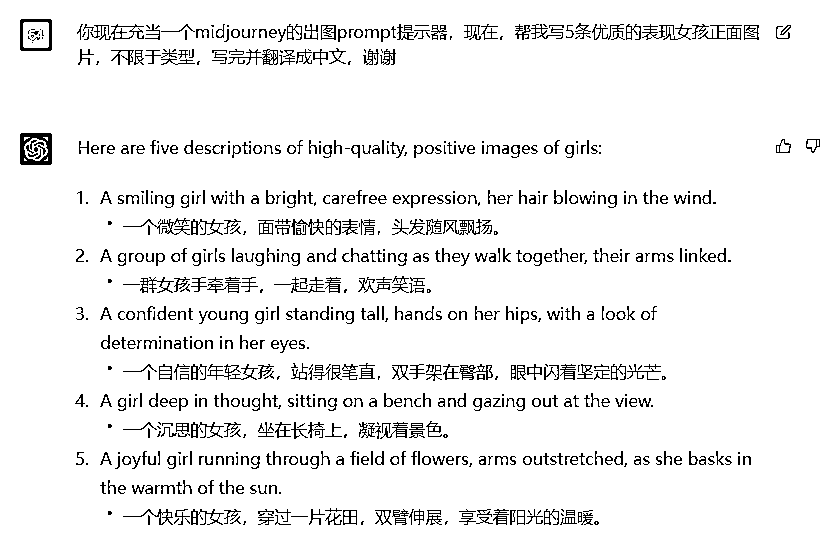 你现在充当一个midjourney的出图prompt提示器，现在，帮我写5条优质的表现女孩正面图
片，不限于类型，写完并翻译成中文，谢谢
Here are five descriptions of high-quality, positive images of girls:
1. A smiling girl with a bright, carefree expression, her hair blowing in the wind.
• 一个微笑的女孩，面带愉快的表情，头发随风飘扬。
2. A group of girls laughing and chatting as they walk together, their arms linked.
• 一群女孩手牵着手，一起走着，欢声笑语。
3. A confident young girl standing tall, hands on her hips, with a look of
determination in her eyes.
• 一个自信的年轻女孩，站得很笔直，双手架在臀部，眼中闪着坚定的光芒。
4. A girl deep in thought, sitting on a bench and gazing out at the view.
• 一个沉思的女孩，坐在长椅上，凝视着景色。
5. A joyful girl running through a field of flowers, arms outstretched, as she basks in
the warmth of the sun.
• 一个快乐的女孩，穿过一片花田，双臂伸展，享受着阳光的温暖。